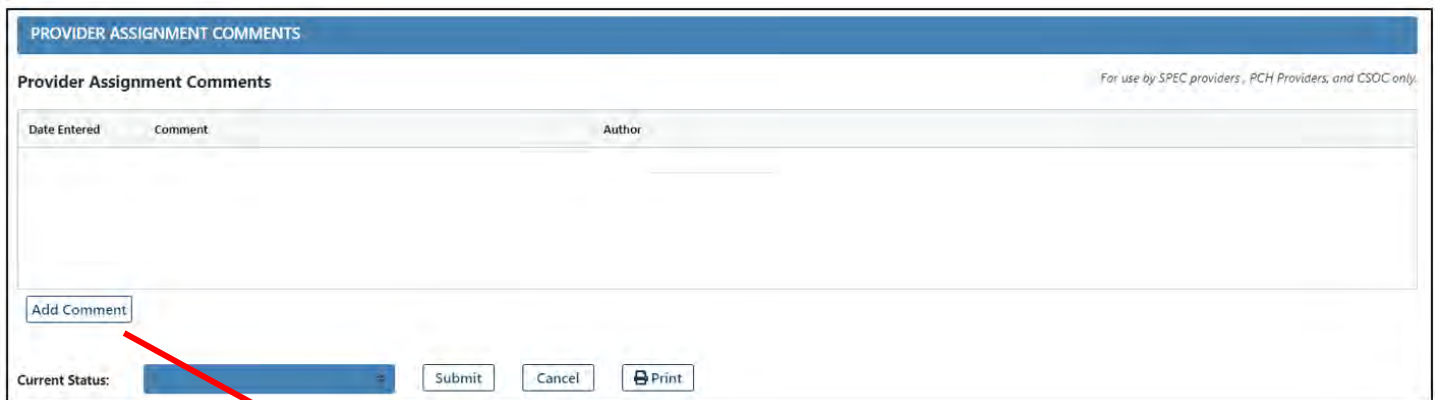 PROVIDER ASSIGNMENT COMMENTS
Provider Assignment Comments
For use by SPEC providers , PCH Providers, and CSOC only.
Date Entered Comment Author
Add Comment
Current Status: Submit Cancel Print